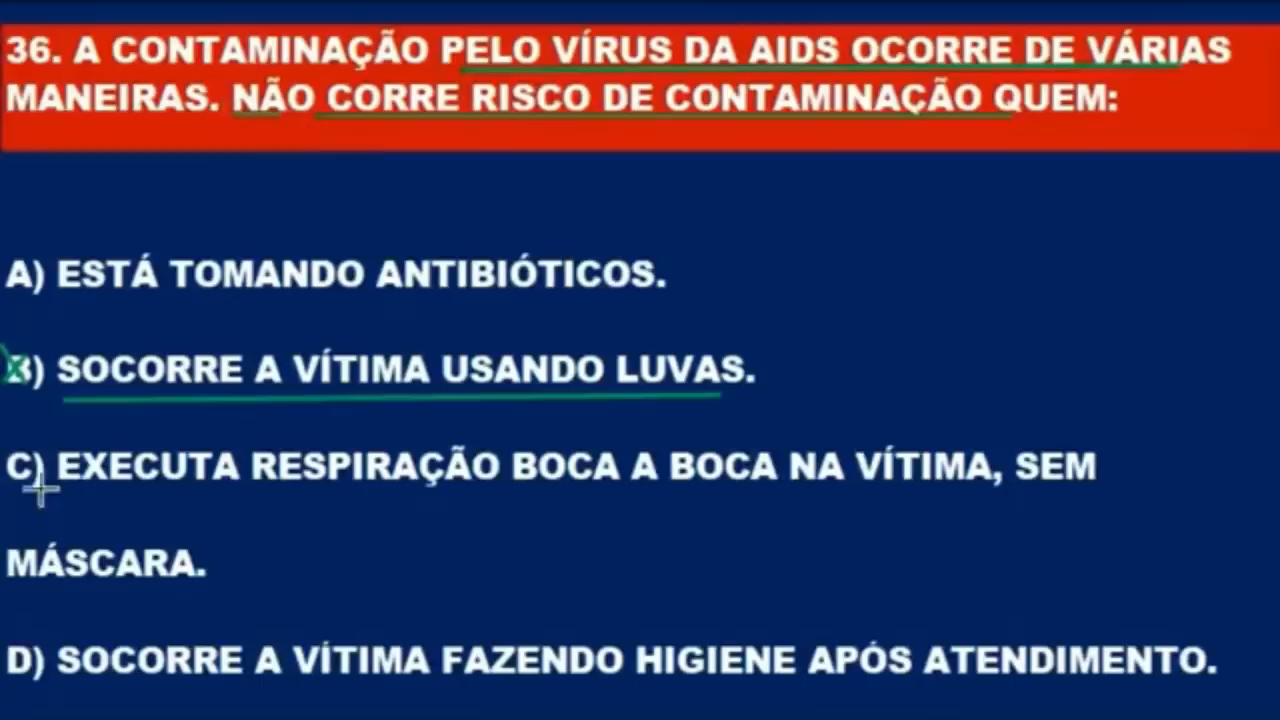 36. A CONTAMINAÇÃO PELO VÍRUS DA AIDS OCORRE DE VÁRIAS
MANEIRAS. NÃO CORRE RISCO DE CONTAMINAÇÃO QUEM:
A) ESTÁ TOMANDO ANTIBIÓTICOS.
B) SOCORRE A VÍTIMA USANDO LUVAS.
C) EXECUTA RESPIRAÇÃO BOCA A BOCA NA VÍTIMA, SEM
MÁSCARA.
D) SOCORRE A VÍTIMA FAZENDO HIGIENE APÓS ATENDIMENTO.